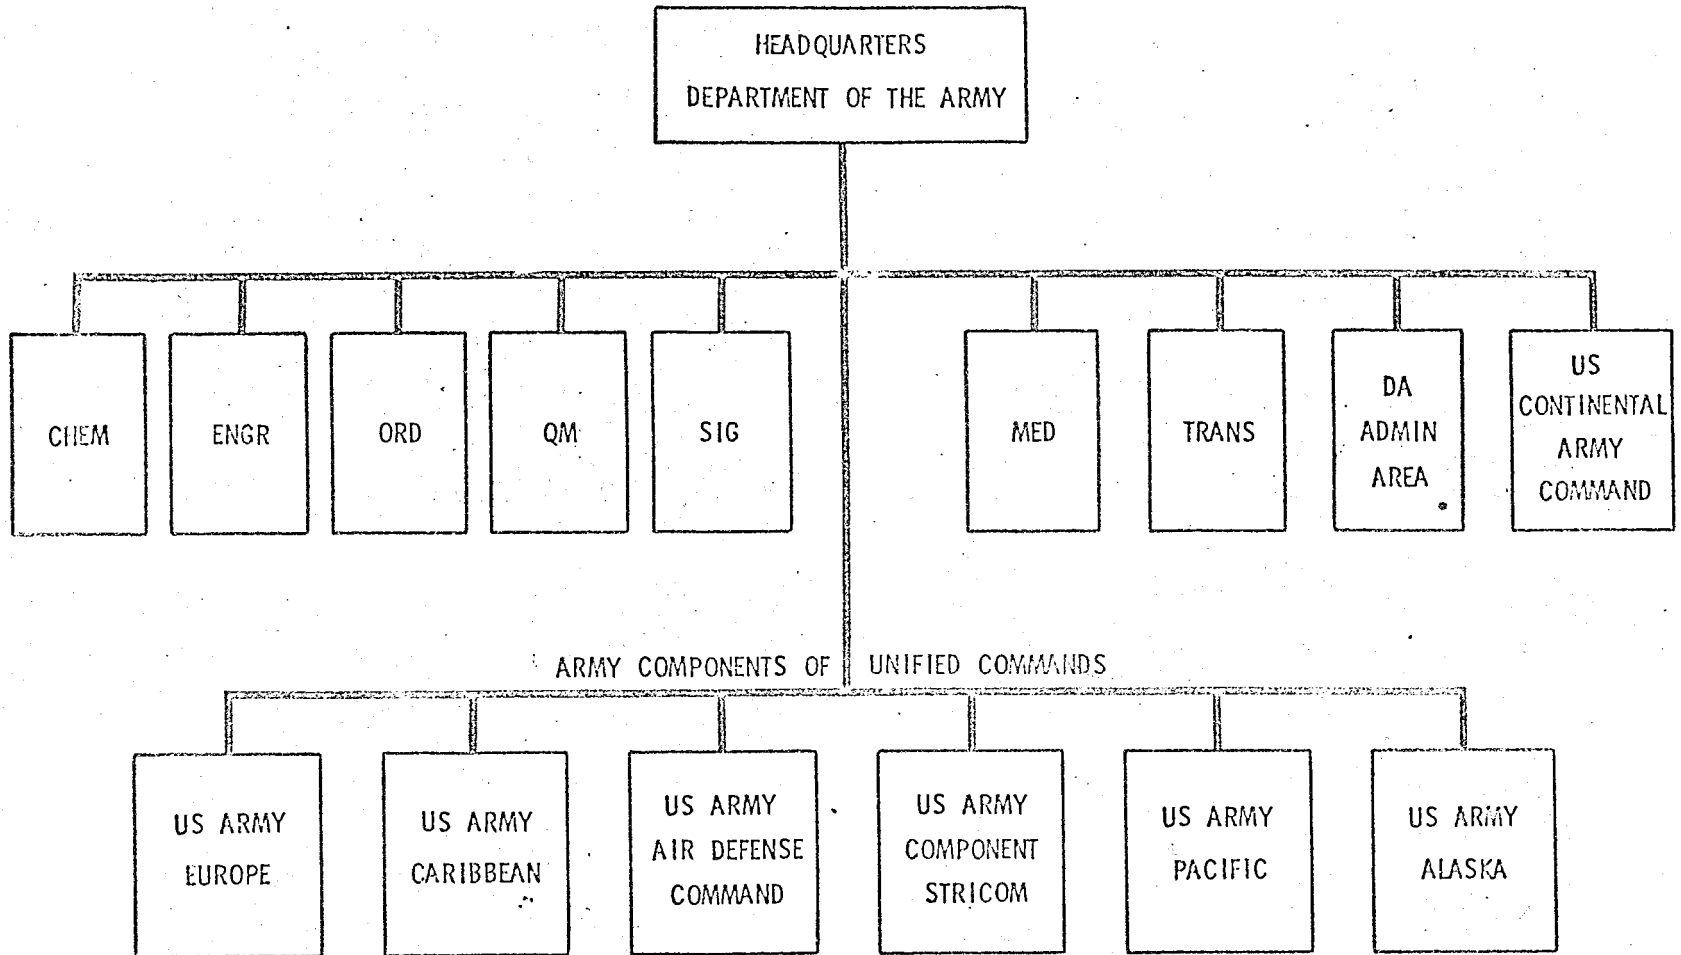 HEADQUARTERS
DEPARTMENT OF THE ARMY
CHEM
ENGR
ORD
QM
SIG
MED
TRANS
DA
ADMIN
AREA
US
CONTINENTAL
ARMY
COMMAND
ARMY COMPONENTS OF UNIFIED COMMANDS
US ARMY
EUROPE
US ARMY
CARIBBEAN
US ARMY
AIR DEFENSE
COMMAND
US ARMY
COMPONENT
STRICOM
US ARMY
PACIFIC
US ARMY
ALASKA